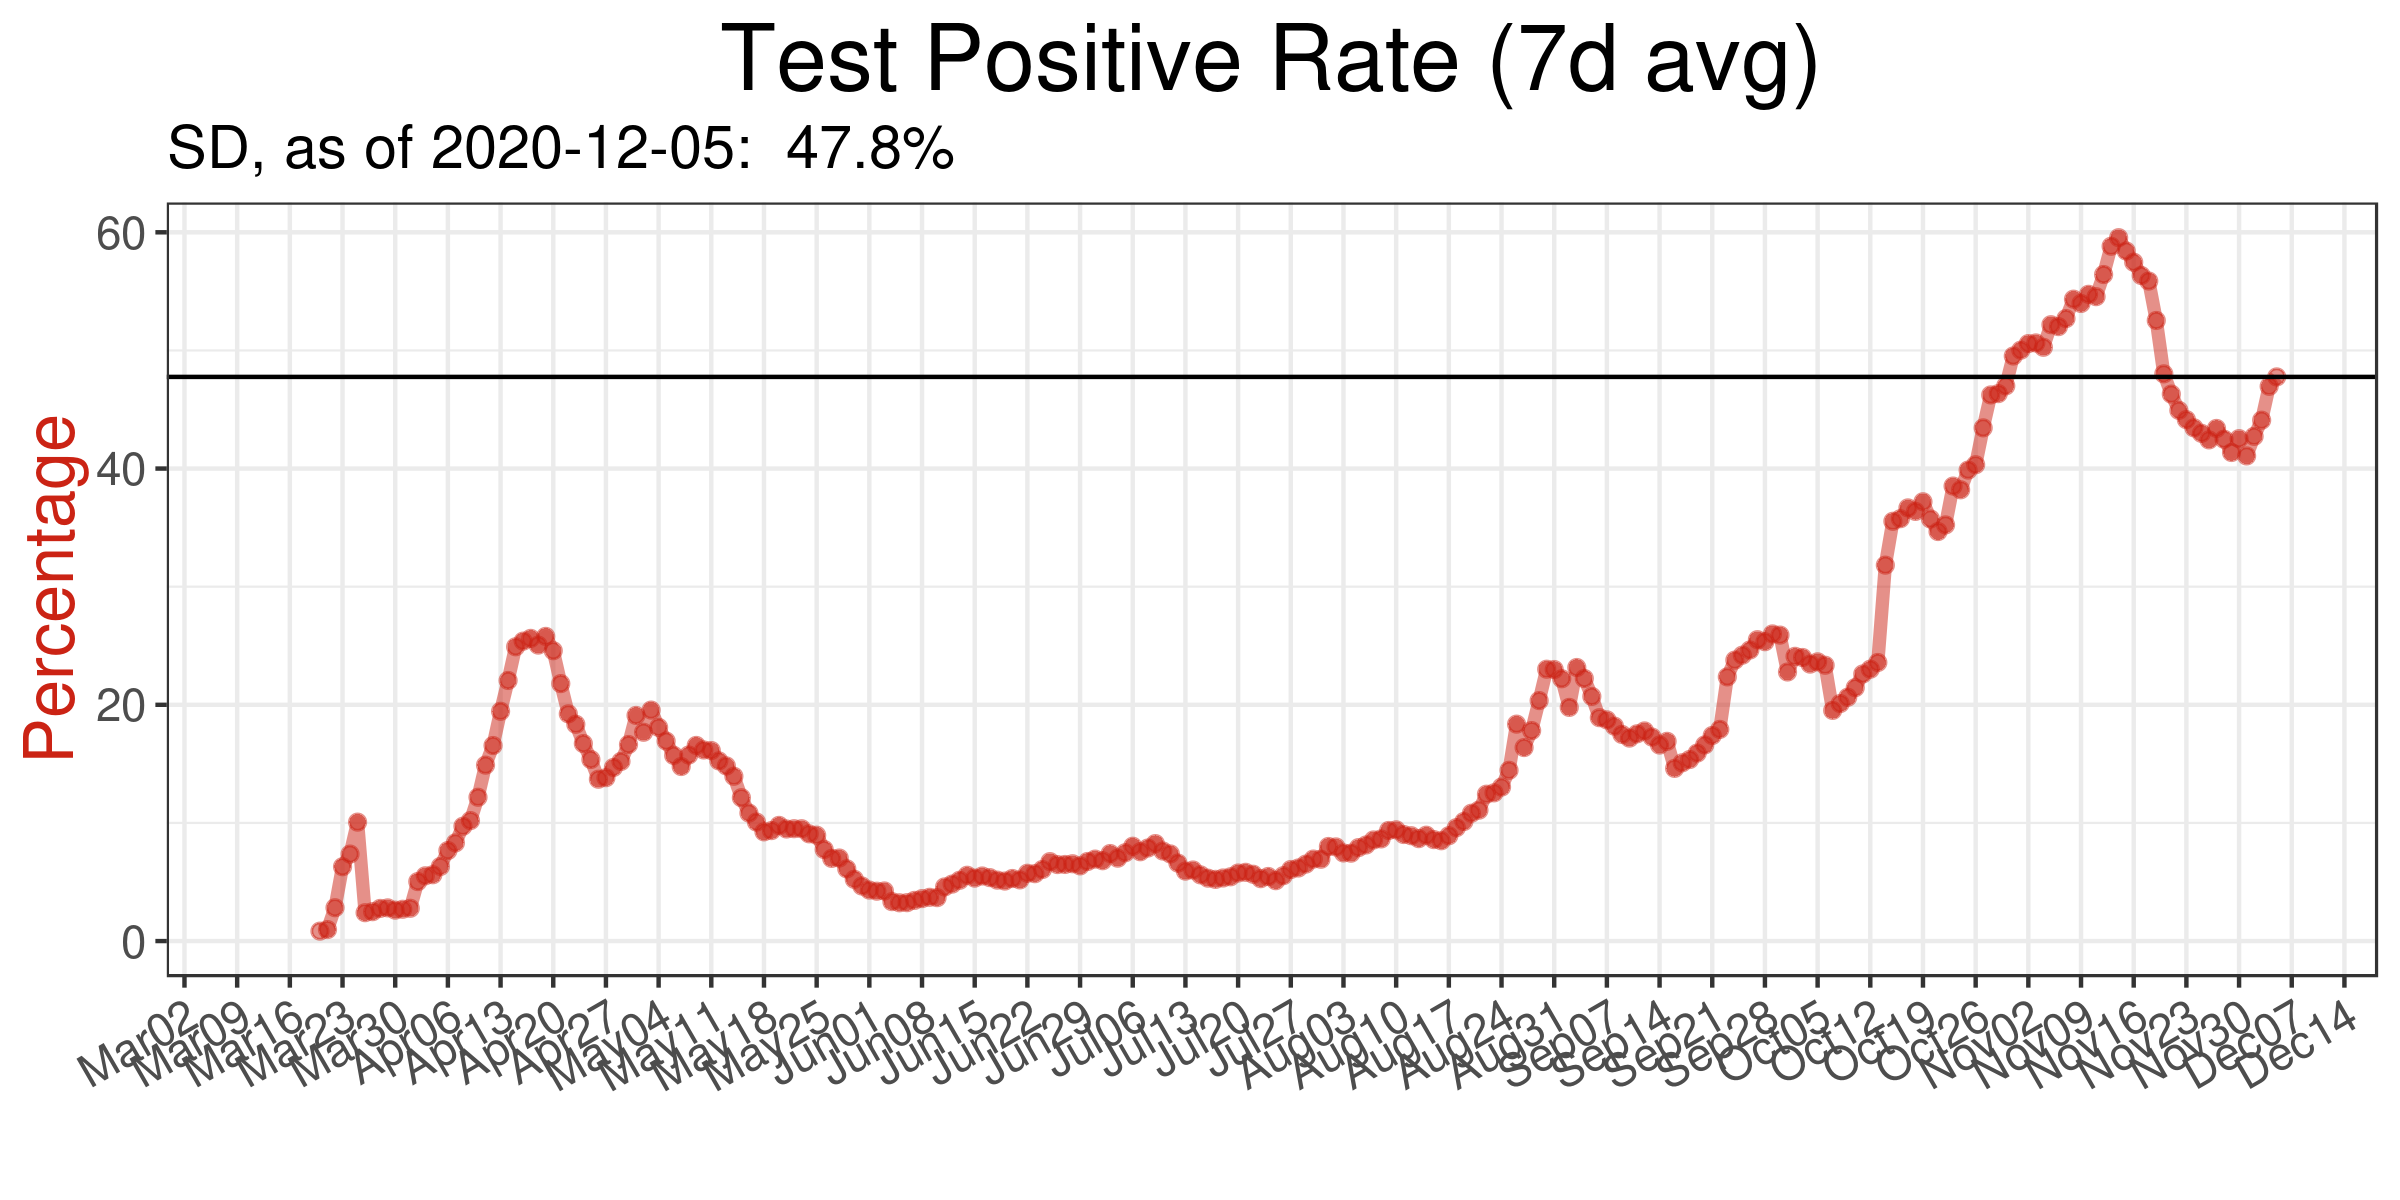 Test Positive Rate (7d avg)
SD, as of 2020-12-05:  47.8%
Percentage
60
40
20
0
Mar02
Mar09
Mar16
Mar23
Mar30
Apr06
Apr13
Apr20
Apr27
May04
May11
May18
May25
Jun01
Jun08
Jun15
Jun22
Jun29
Jul06
Jul13
Jul20
Jul27
Aug03
Aug10
Aug17
Aug24
Aug31
Sep07
Sep14
Sep21
Sep28
Oct05
Oct12
Oct19
Oct26
Nov02
Nov09
Nov16
Nov23
Nov30
Dec07
Dec14